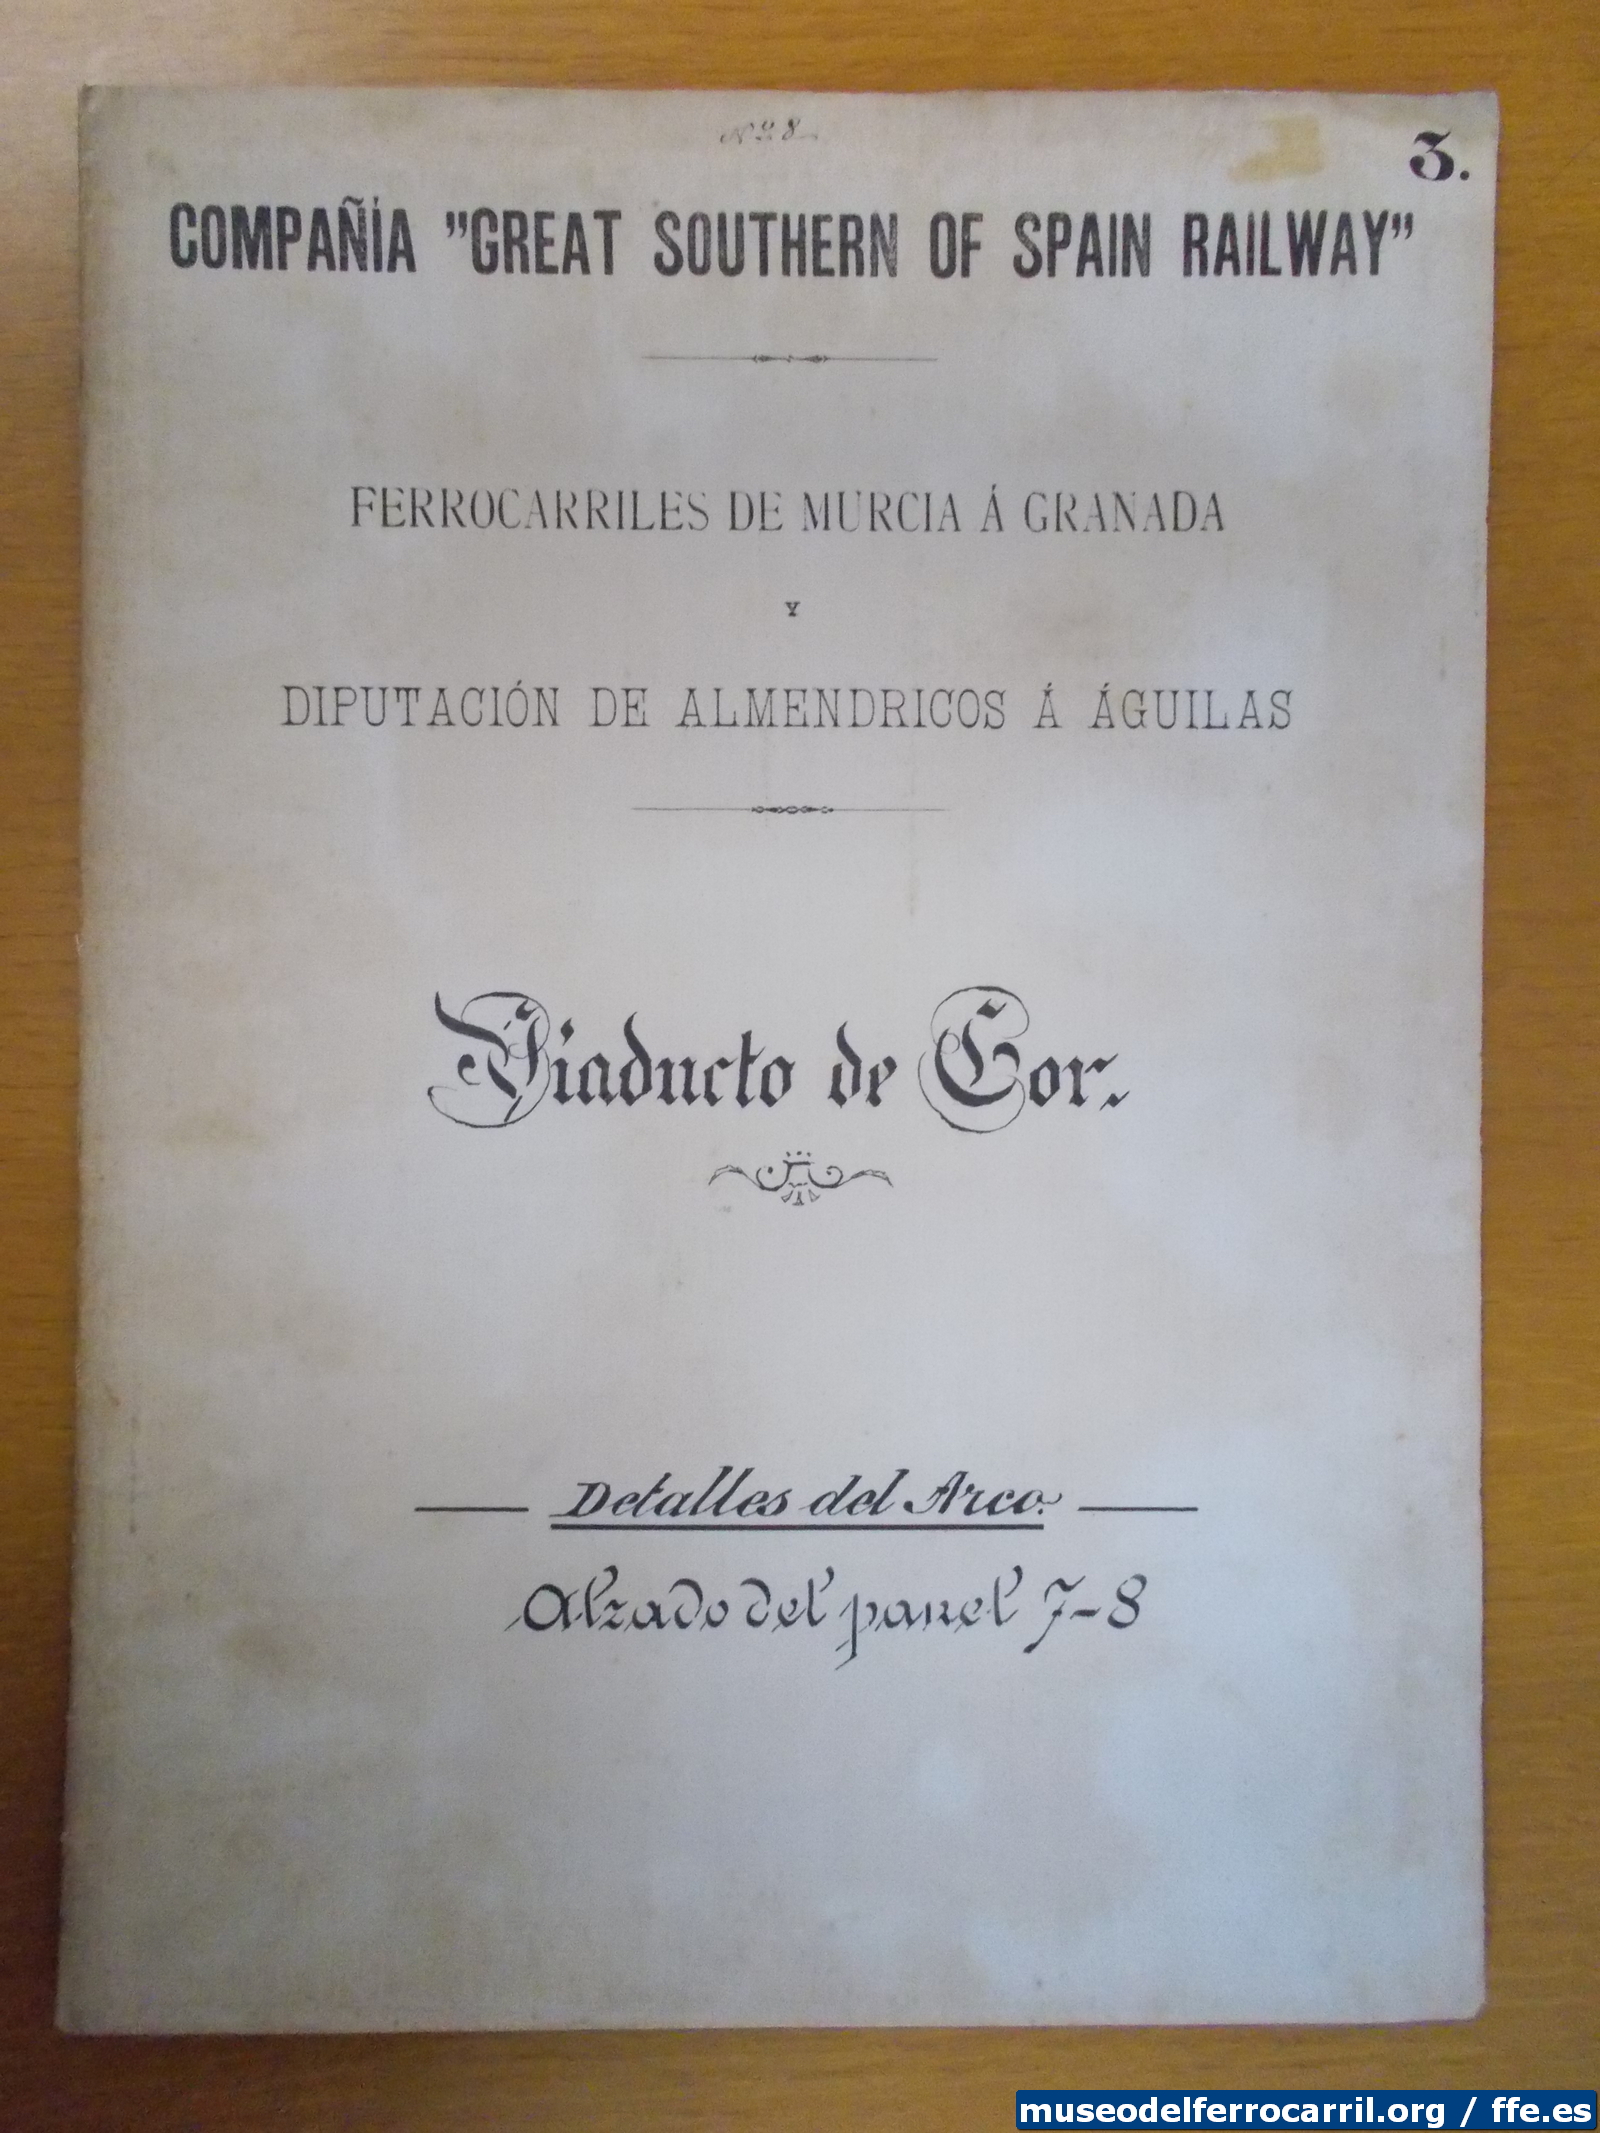 Nº 8
3.
COMPAÑÍA "GREAT SOUTHERN OF SPAIN RAILWAY"
FERROCARRILES DE MURCIA Á GRANADA
Y
DIPUTACIÓN DE ALMENDRICOS Á ÁGUILAS
Viaducto de Gor.
Detalles del Arco.
Alzado del panel 7-8
museodelferrocarril.org / ffe.es